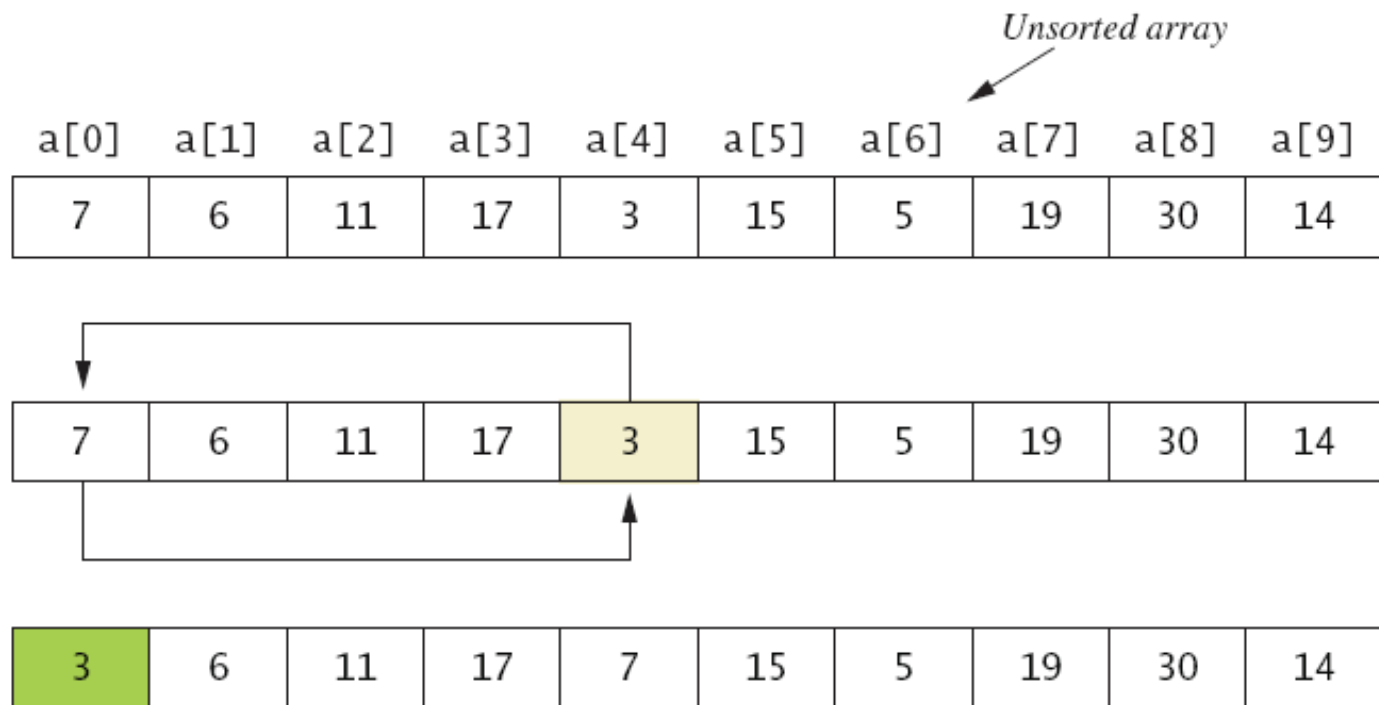 Unsorted array
a[0] a[1] a[2] a[3] a[4] a[5] a[6] a[7] a[8] a[9]
7 6 11 17 3 15 5 19 30 14
7 6 11 17 3 15 5 19 30 14
3 6 11 17 7 15 5 19 30 14